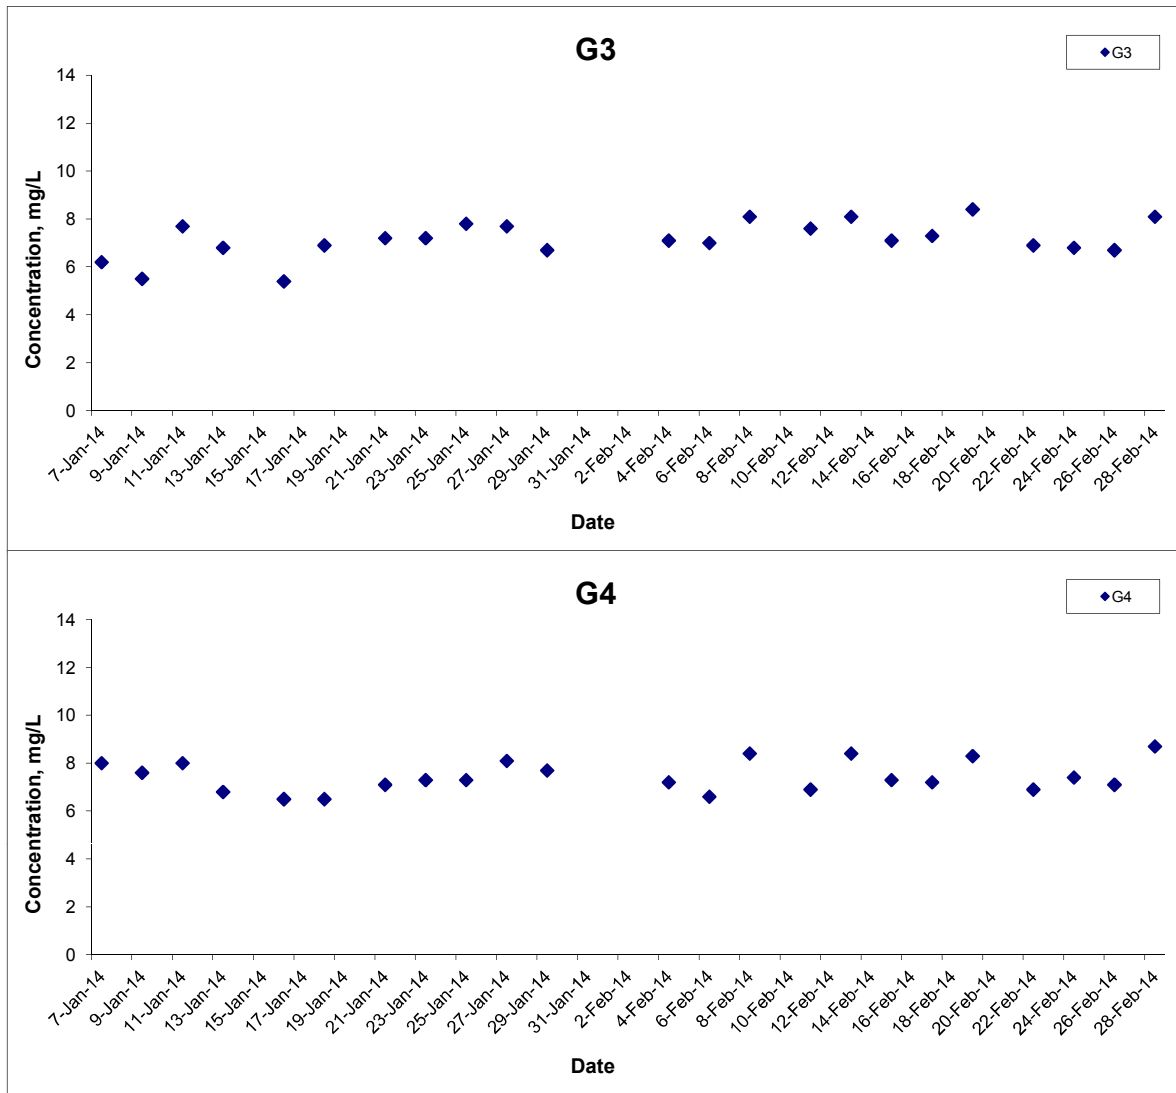 G3
G3
14
12
10
8
6
4
2
0
Concentration, mg/L
7-Jan-14
9-Jan-14
11-Jan-14
13-Jan-14
15-Jan-14
17-Jan-14
19-Jan-14
21-Jan-14
23-Jan-14
25-Jan-14
27-Jan-14
29-Jan-14
31-Jan-14
2-Feb-14
4-Feb-14
6-Feb-14
8-Feb-14
10-Feb-14
12-Feb-14
14-Feb-14
16-Feb-14
18-Feb-14
20-Feb-14
22-Feb-14
24-Feb-14
26-Feb-14
28-Feb-14
Date
G4
G4
14
12
10
8
6
4
2
0
Concentration, mg/L
7-Jan-14
9-Jan-14
11-Jan-14
13-Jan-14
15-Jan-14
17-Jan-14
19-Jan-14
21-Jan-14
23-Jan-14
25-Jan-14
27-Jan-14
29-Jan-14
31-Jan-14
2-Feb-14
4-Feb-14
6-Feb-14
8-Feb-14
10-Feb-14
12-Feb-14
14-Feb-14
16-Feb-14
18-Feb-14
20-Feb-14
22-Feb-14
24-Feb-14
26-Feb-14
28-Feb-14
Date